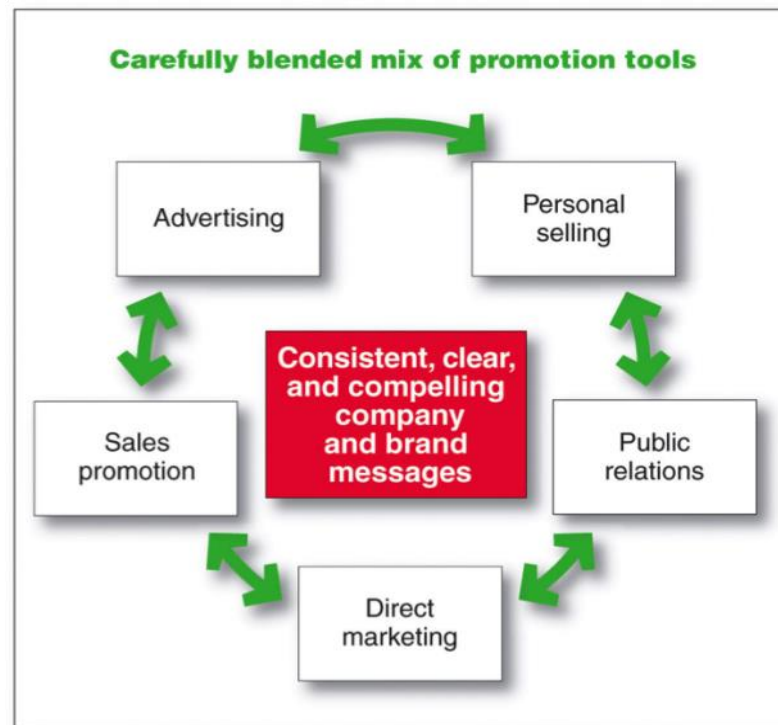 Carefully blended mix of promotion tools
Advertising
Personal
selling
Consistent, clear,
and compelling
company
and brand
messages
Sales
promotion
Public
relations
Direct
marketing